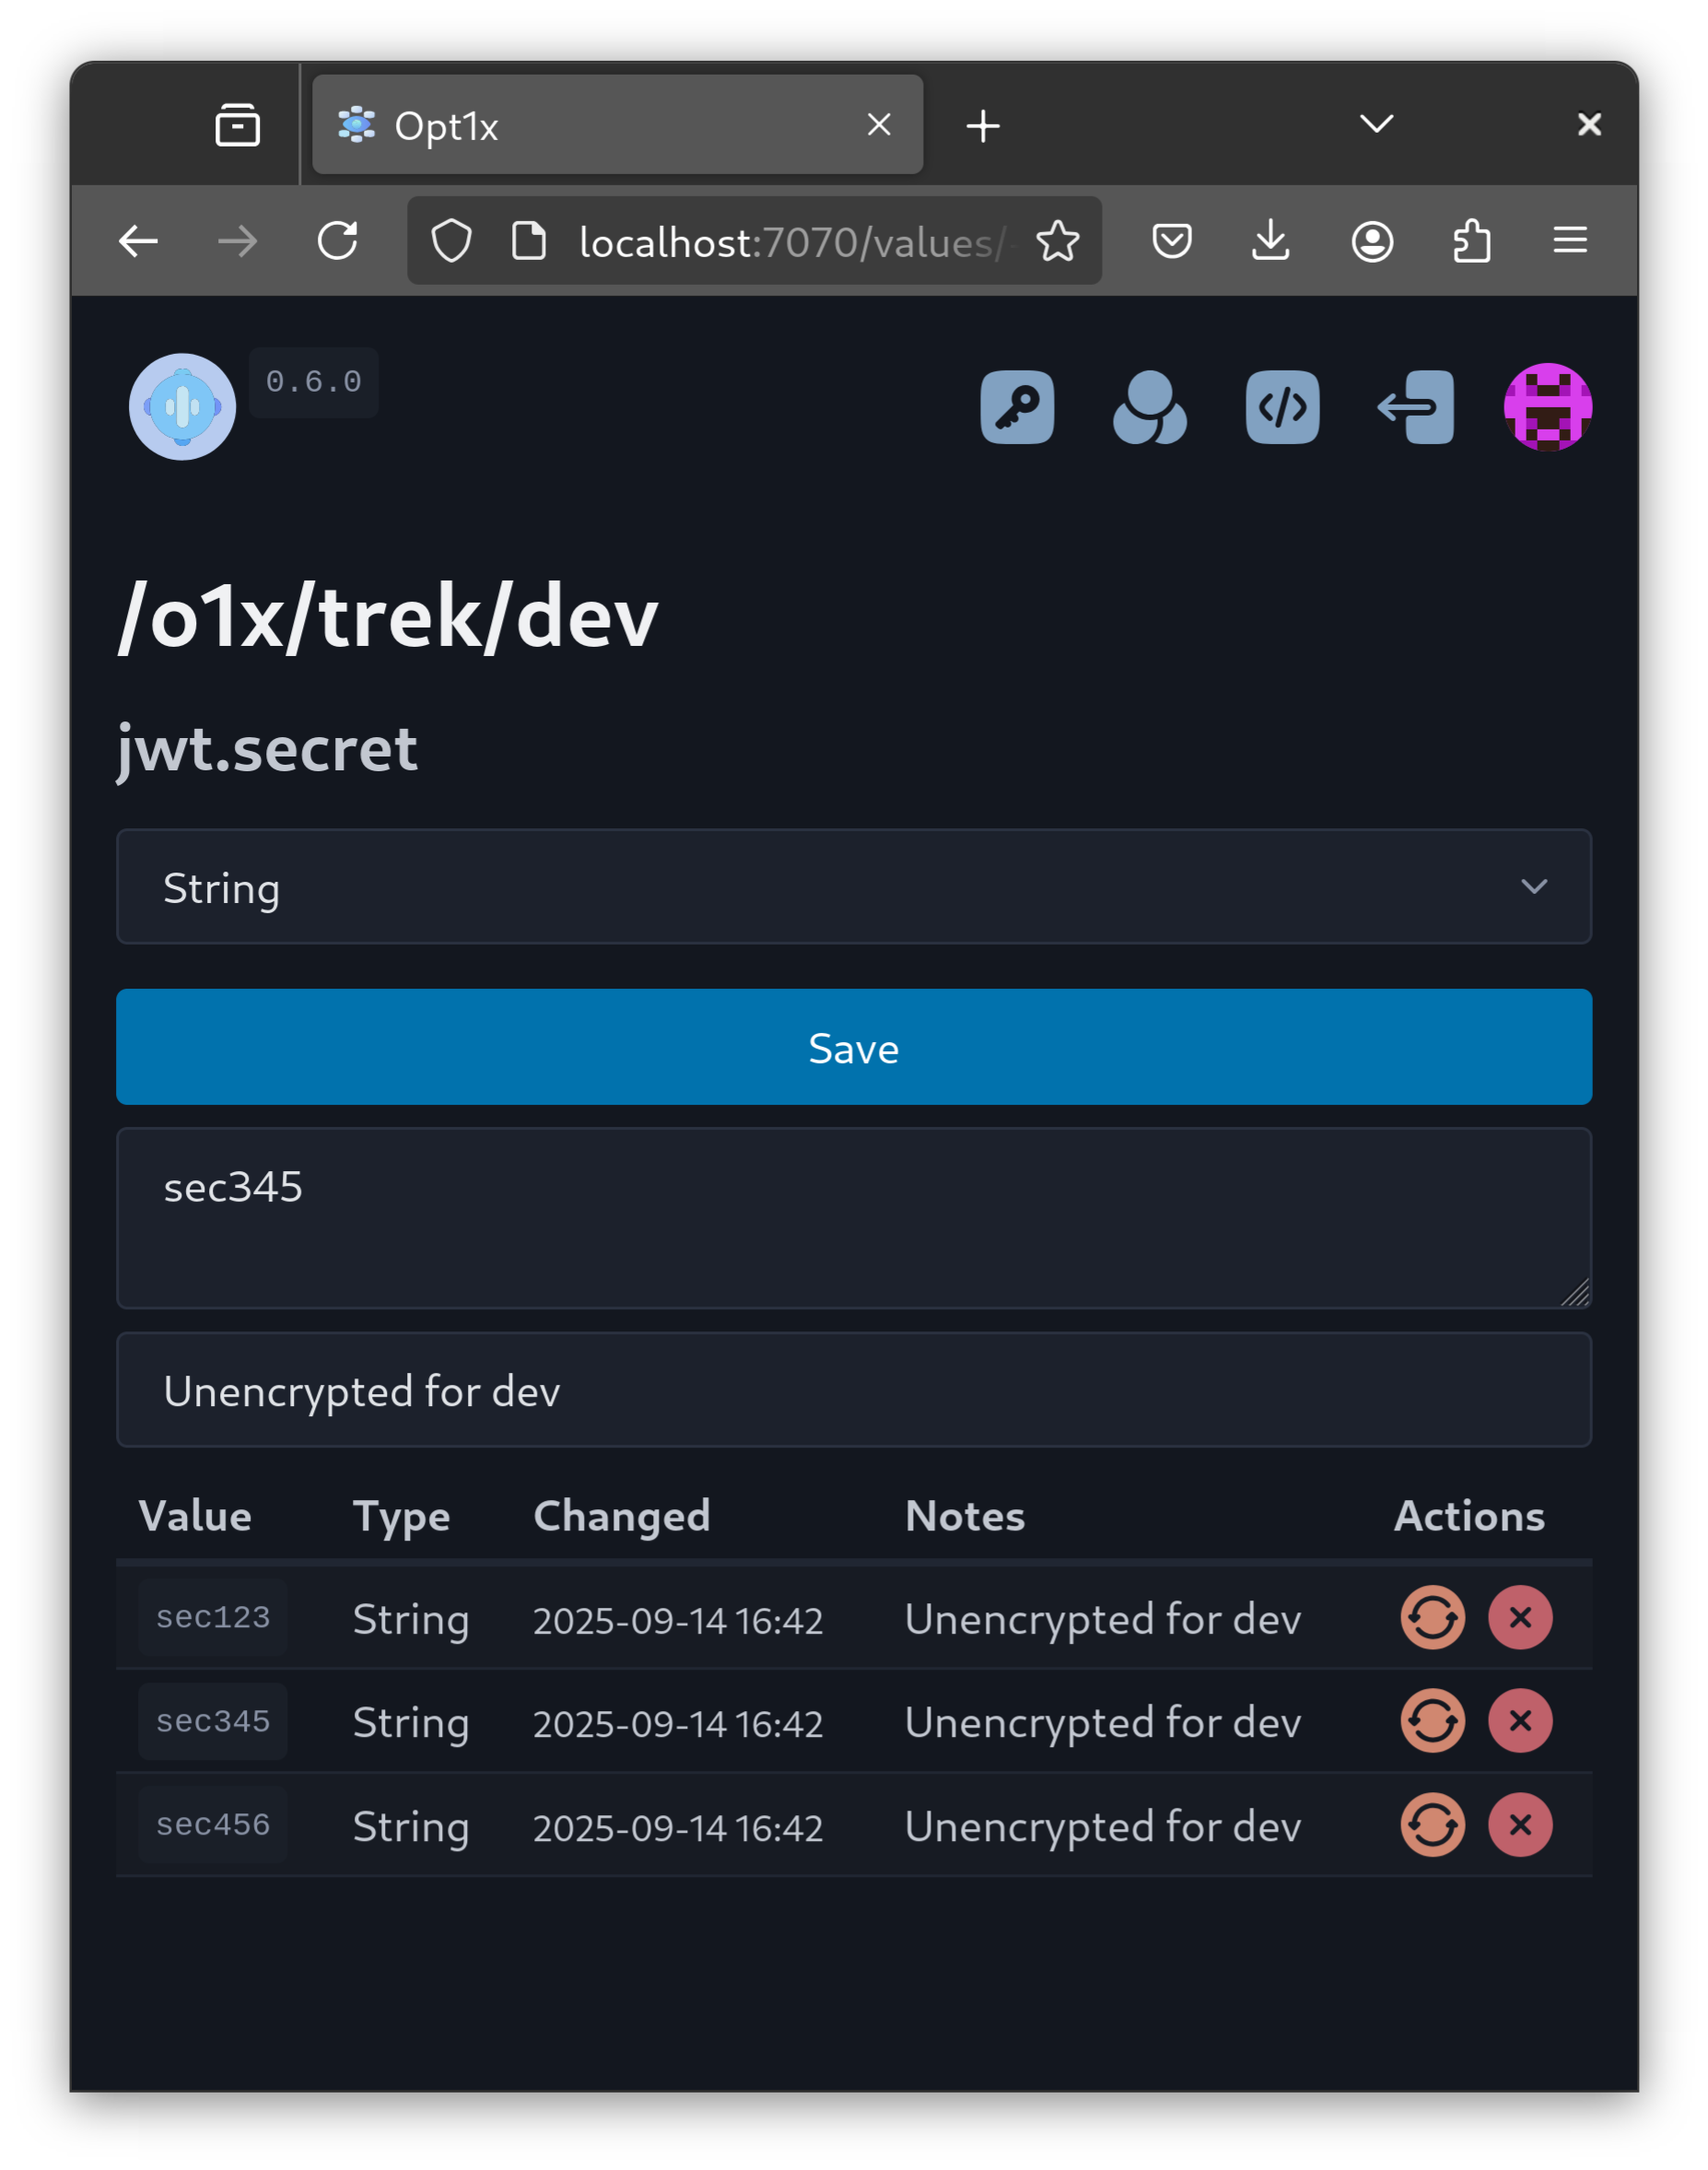 Opt1x
localhost:7070/values/
0.6.0
/o1x/trek/dev
jwt.secret
String
Save
sec345
Unencrypted for dev
Value Type Changed Notes Actions
sec123 String 2025-09-14 16:42 Unencrypted for dev
sec345 String 2025-09-14 16:42 Unencrypted for dev
sec456 String 2025-09-14 16:42 Unencrypted for dev